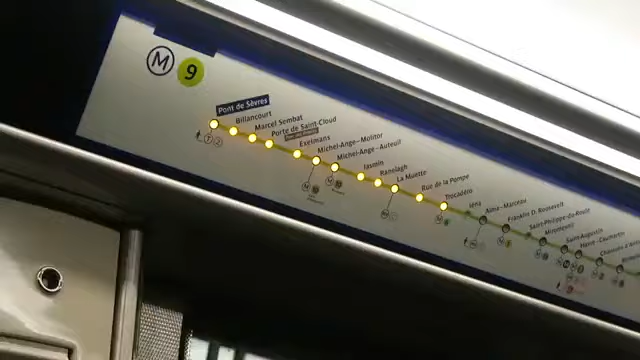 M 9
Pont de Sèvres
Billancourt
Marcel Sembat
Porte de Saint-Cloud
Exelmans
Michel-Ange-Molitor
Michel-Ange-Auteuil
Jasmin
Ranelagh
La Muette
Rue de la Pompe
Trocadéro
Iéna
Alma-Marceau
Franklin D. Roosevelt
Saint-Philippe-du-Roule
Miromesnil
Saint-Augustin
Havre-Caumartin